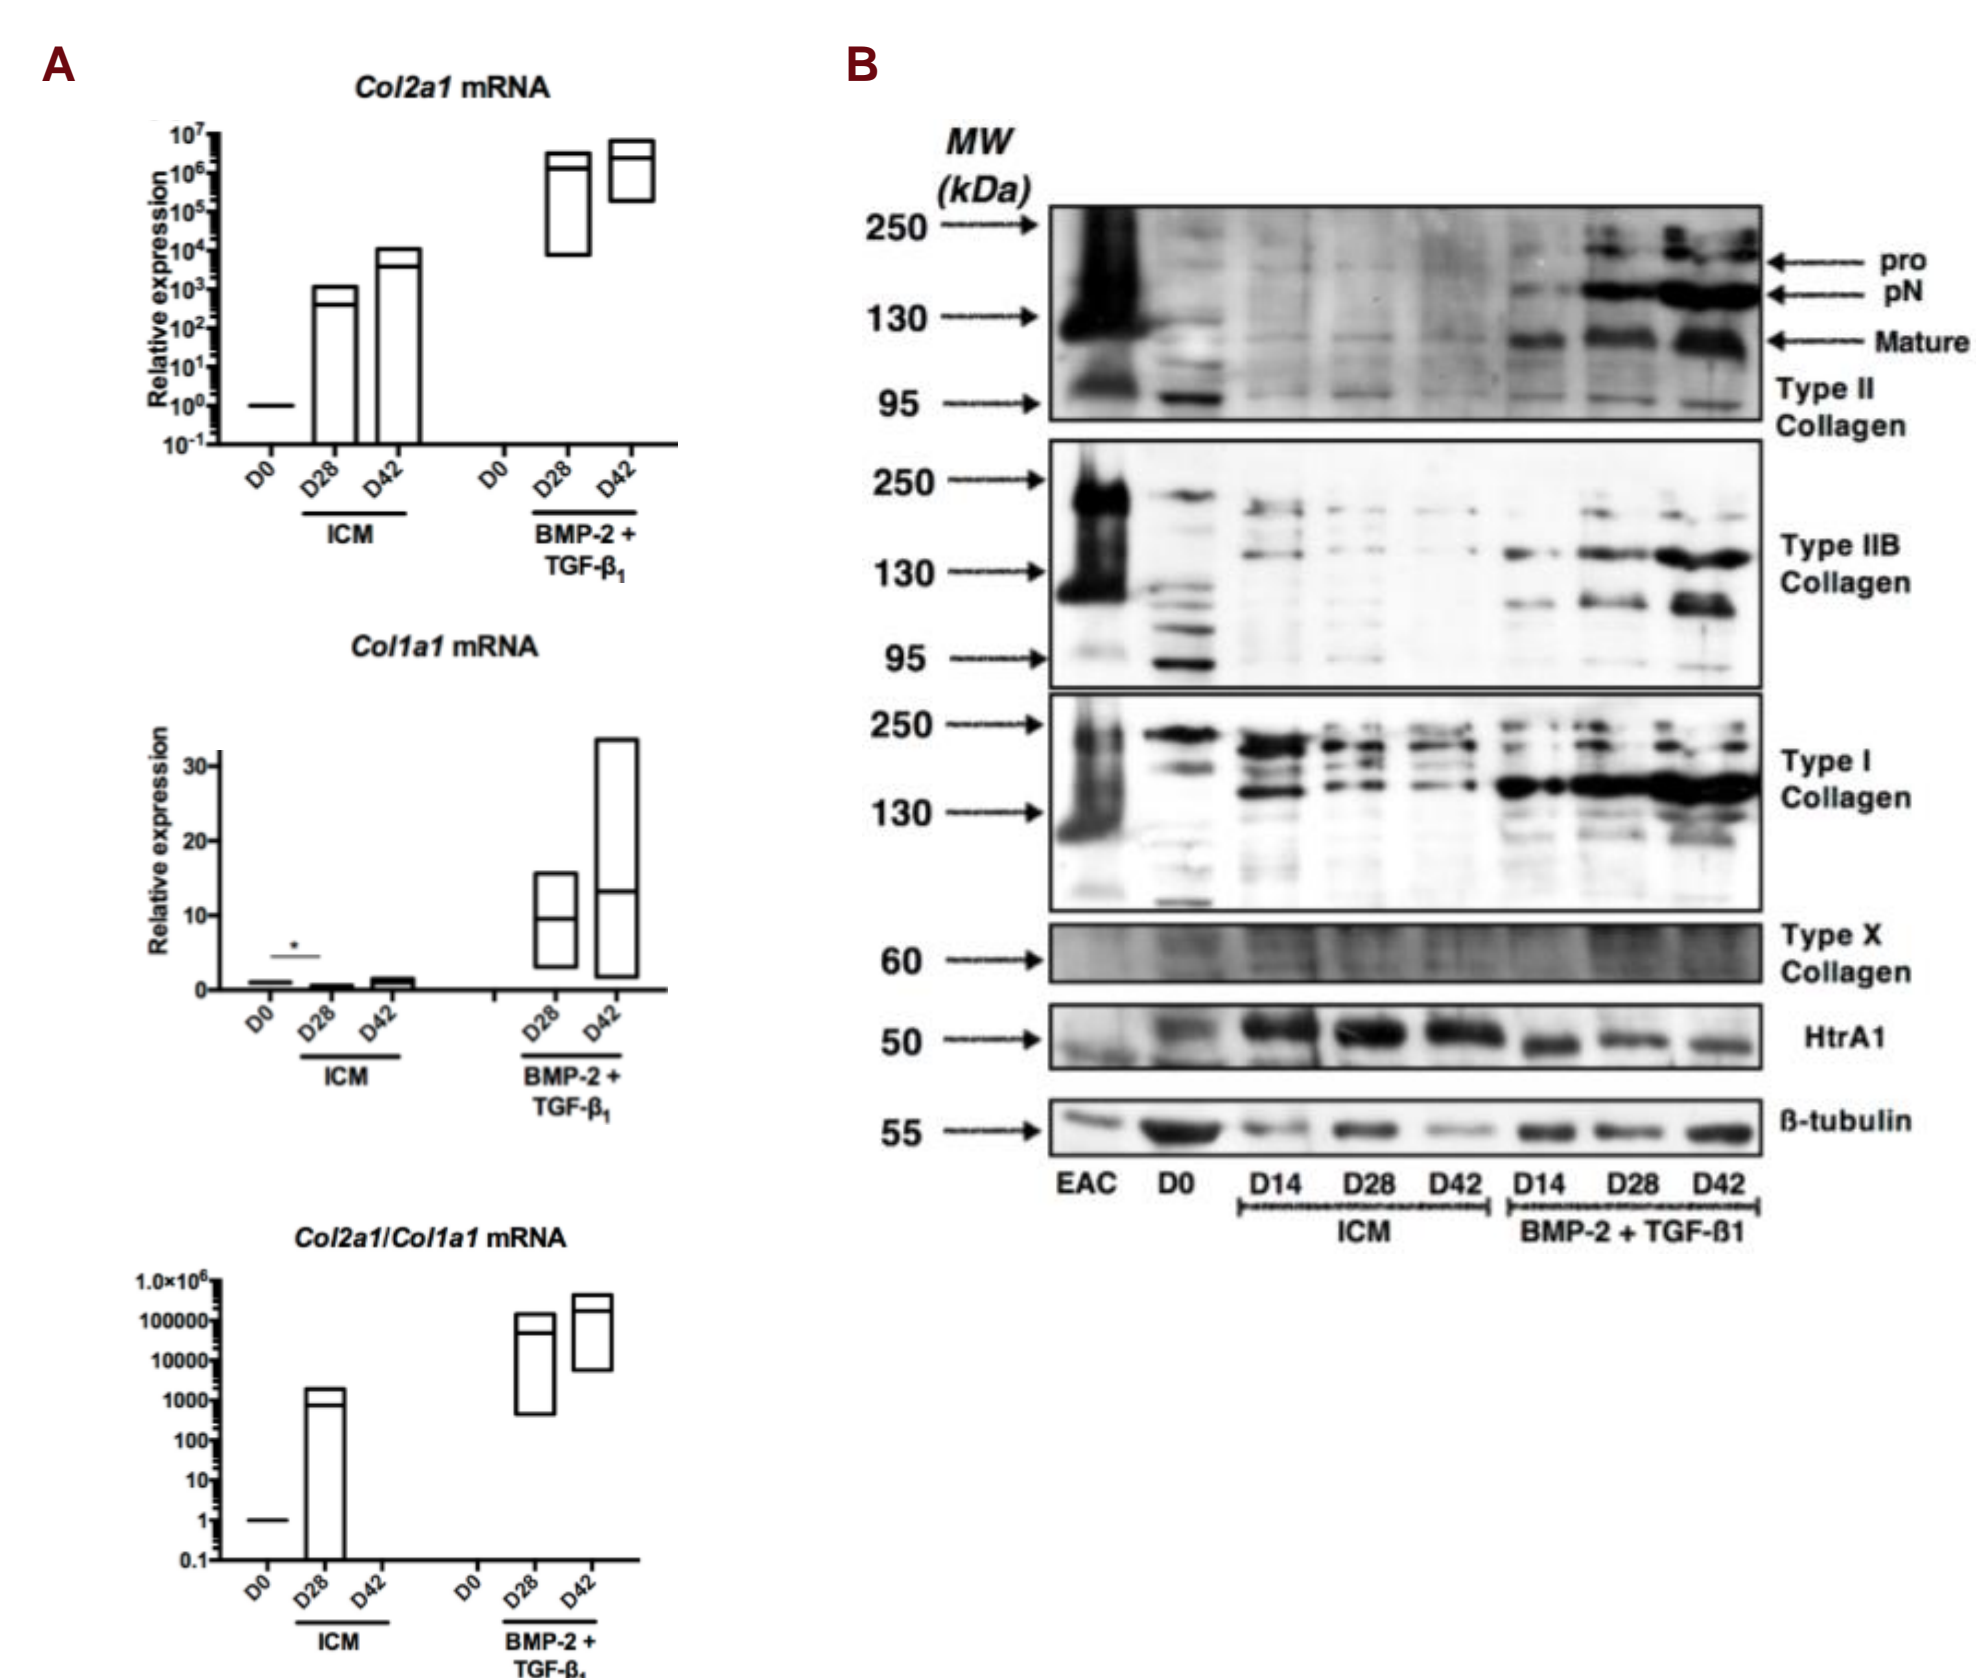 A
Col2a1 mRNA
Relative expression
10⁷
10⁶
10⁵
10⁴
10³
10²
10¹
10⁰
10⁻¹
D0 D28 D42 D0 D28 D42
ICM BMP-2 +
TGF-β₁
Col1a1 mRNA
Relative expression
30
20
10
0
*
D0 D28 D42 D28 D42
ICM BMP-2 +
TGF-β₁
Col2a1/Col1a1 mRNA
1.0×10⁶
100000
10000
1000
100
10
1
0.1
D0 D28 D42 D0 D28 D42
ICM BMP-2 +
TGF-β₁
B
MW
(kDa)
250
130
95
pro
pN
Mature
Type II
Collagen
250
130
95
Type IIB
Collagen
250
130
Type I
Collagen
60
Type X
Collagen
50
HtrA1
55
ß-tubulin
EAC D0 D14 D28 D42 D14 D28 D42
ICM BMP-2 + TGF-ß1